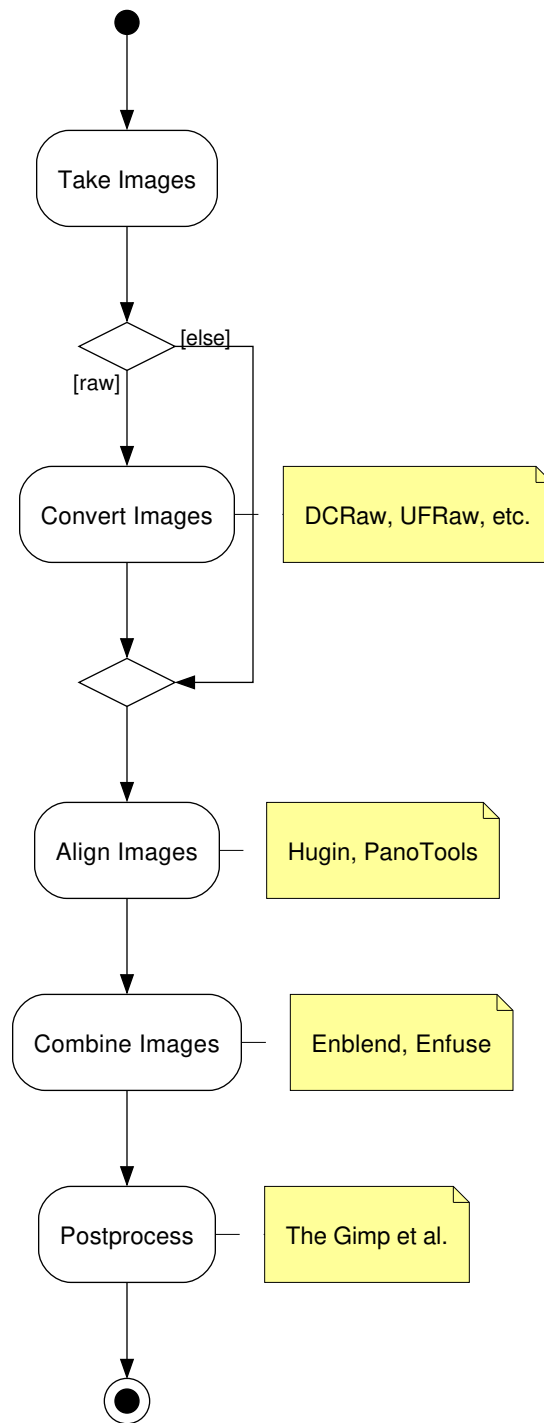 Take Images
[else]
[raw]
Convert Images
DCRaw, UFRaw, etc.
Align Images
Hugin, PanoTools
Combine Images
Enblend, Enfuse
Postprocess
The Gimp et al.